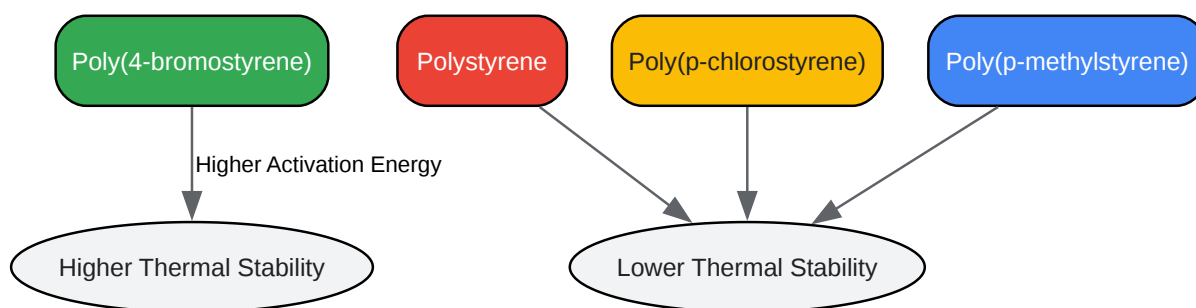 Poly(4-bromostyrene)
Polystyrene
Poly(p-chlorostyrene)
Poly(p-methylstyrene)
Higher Activation Energy
Higher Thermal Stability
Lower Thermal Stability